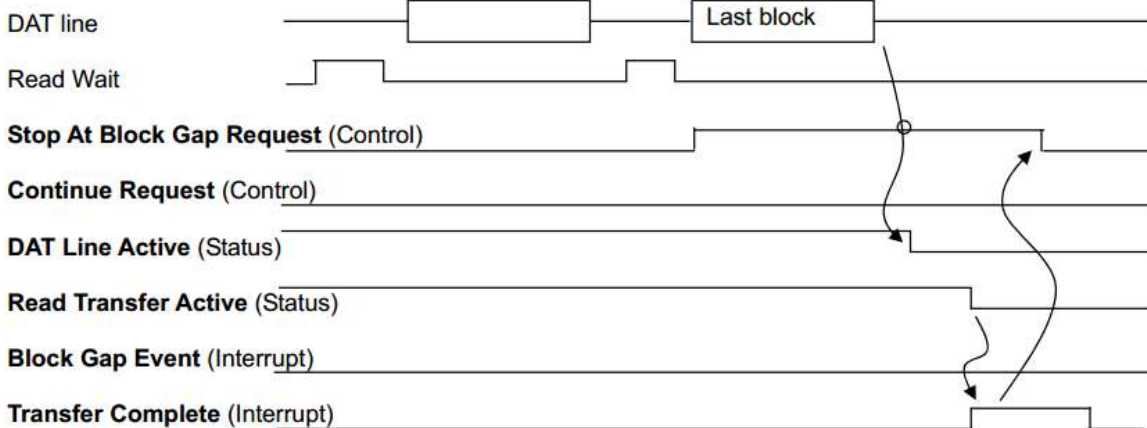 DAT line
Last block
Read Wait
Stop At Block Gap Request (Control)
Continue Request (Control)
DAT Line Active (Status)
Read Transfer Active (Status)
Block Gap Event (Interrupt)
Transfer Complete (Interrupt)